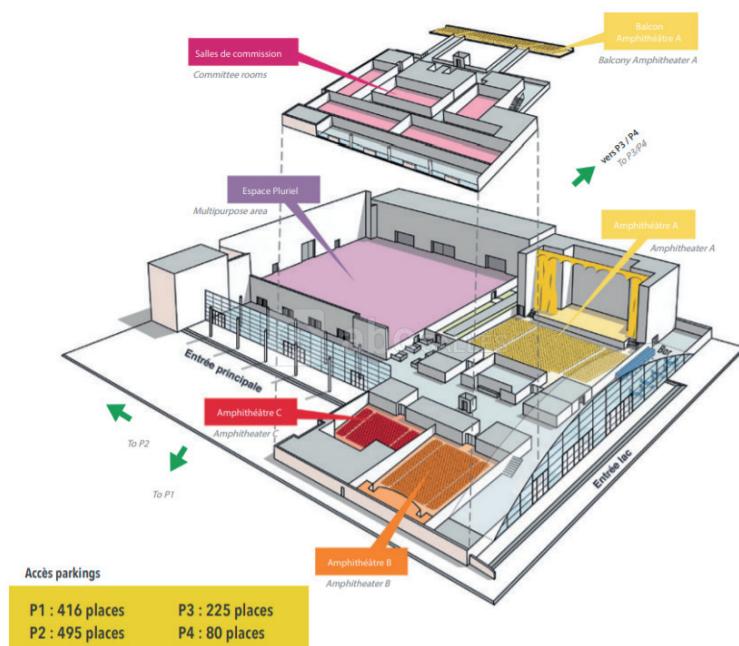 Balcon
Amphithéâtre A
Balcony Amphitheater A
Salles de commission
Committee rooms
vers P3 / P4
To P3/P4
Espace Pluriel
Multipurpose area
Amphithéâtre A
Amphitheater A
Bar
Entrée principale
Amphithéâtre C
Amphitheater C
To P2
To P1
Entrée lac
Amphithéâtre B
Amphitheater B
Accès parkings
P1 : 416 places
P3 : 225 places
P2 : 495 places
P4 : 80 places